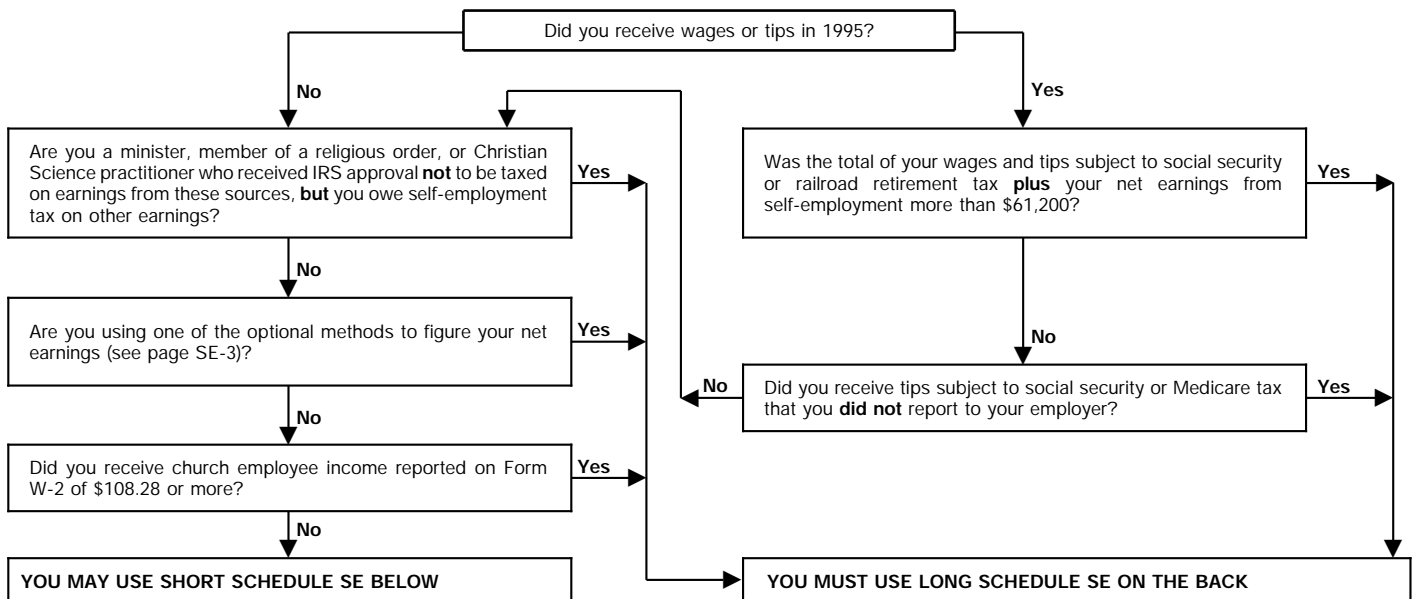 Did you receive wages or tips in 1995?
No
Yes
Are you a minister, member of a religious order, or Christian
Science practitioner who received IRS approval not to be taxed
on earnings from these sources, but you owe self-employment
tax on other earnings?
Yes
Was the total of your wages and tips subject to social security
or railroad retirement tax plus your net earnings from
self-employment more than $61,200?
Yes
No
Are you using one of the optional methods to figure your net
earnings (see page SE-3)?
Yes
No
No
Did you receive tips subject to social security or Medicare tax
that you did not report to your employer?
Yes
No
Did you receive church employee income reported on Form
W-2 of $108.28 or more?
Yes
No
YOU MAY USE SHORT SCHEDULE SE BELOW
YOU MUST USE LONG SCHEDULE SE ON THE BACK